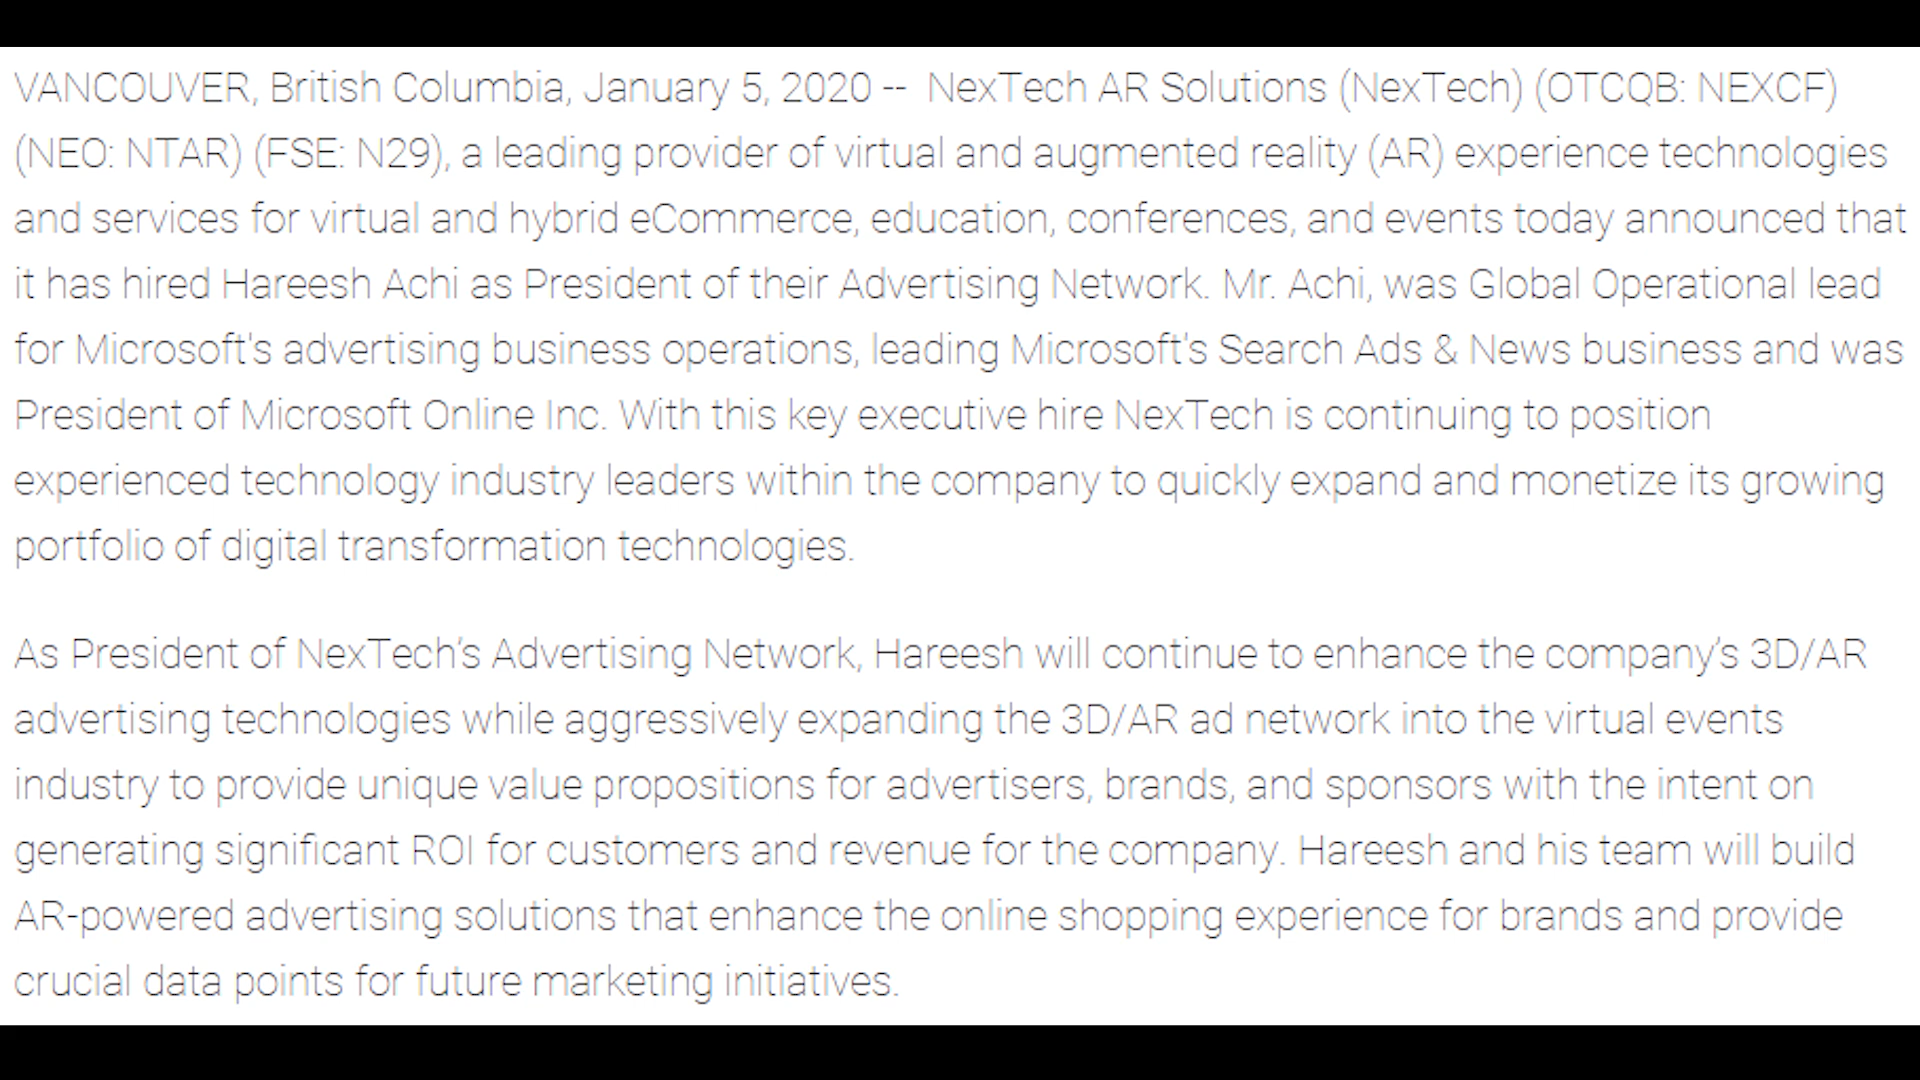 VANCOUVER, British Columbia, January 5, 2020 --  NexTech AR Solutions (NexTech) (OTCQB: NEXCF)
(NEO: NTAR) (FSE: N29), a leading provider of virtual and augmented reality (AR) experience technologies
and services for virtual and hybrid eCommerce, education, conferences, and events today announced that
it has hired Hareesh Achi as President of their Advertising Network. Mr. Achi, was Global Operational lead
for Microsoft's advertising business operations, leading Microsoft's Search Ads & News business and was
President of Microsoft Online Inc. With this key executive hire NexTech is continuing to position
experienced technology industry leaders within the company to quickly expand and monetize its growing
portfolio of digital transformation technologies.
As President of NexTech’s Advertising Network, Hareesh will continue to enhance the company’s 3D/AR
advertising technologies while aggressively expanding the 3D/AR ad network into the virtual events
industry to provide unique value propositions for advertisers, brands, and sponsors with the intent on
generating significant ROI for customers and revenue for the company. Hareesh and his team will build
AR-powered advertising solutions that enhance the online shopping experience for brands and provide
crucial data points for future marketing initiatives.